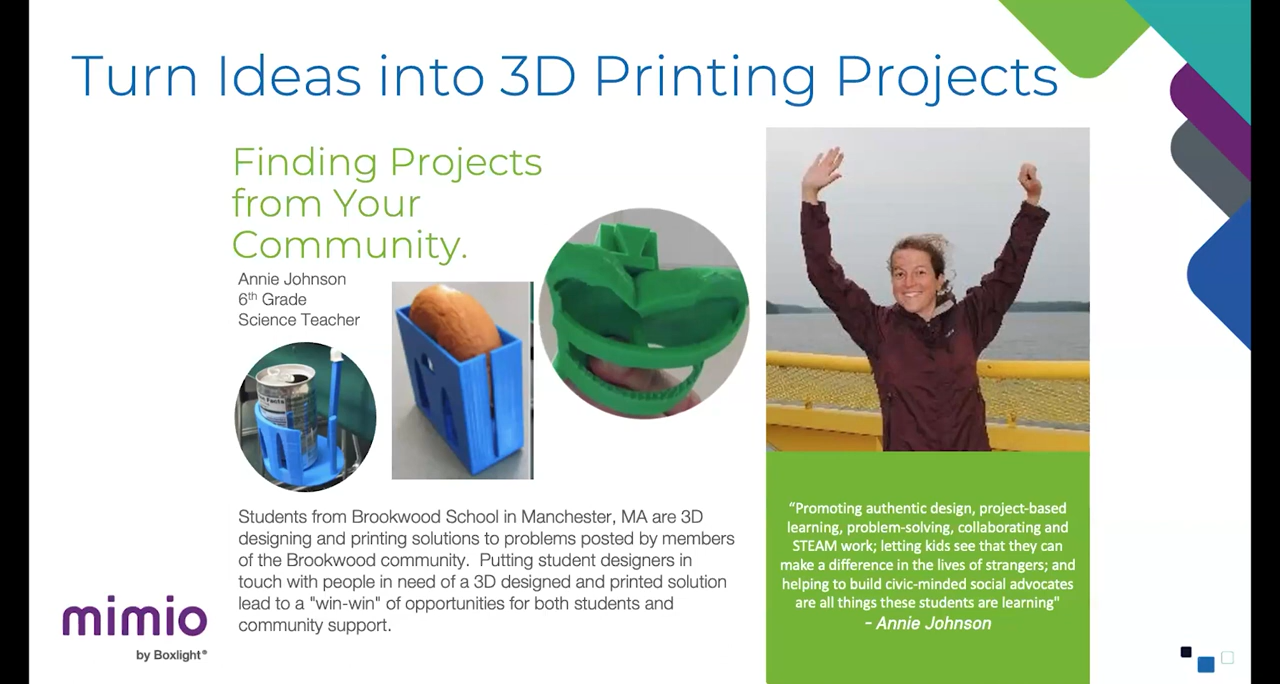 Turn Ideas into 3D Printing Projects
Finding Projects
from Your
Community.
Annie Johnson
6th Grade
Science Teacher
Students from Brookwood School in Manchester, MA are 3D
designing and printing solutions to problems posted by members
of the Brookwood community.  Putting student designers in
touch with people in need of a 3D designed and printed solution
lead to a "win-win" of opportunities for both students and
community support.
“Promoting authentic design, project-based
learning, problem-solving, collaborating and
STEAM work; letting kids see that they can
make a difference in the lives of strangers; and
helping to build civic-minded social advocates
are all things these students are learning"
- Annie Johnson
mimio
by Boxlight®